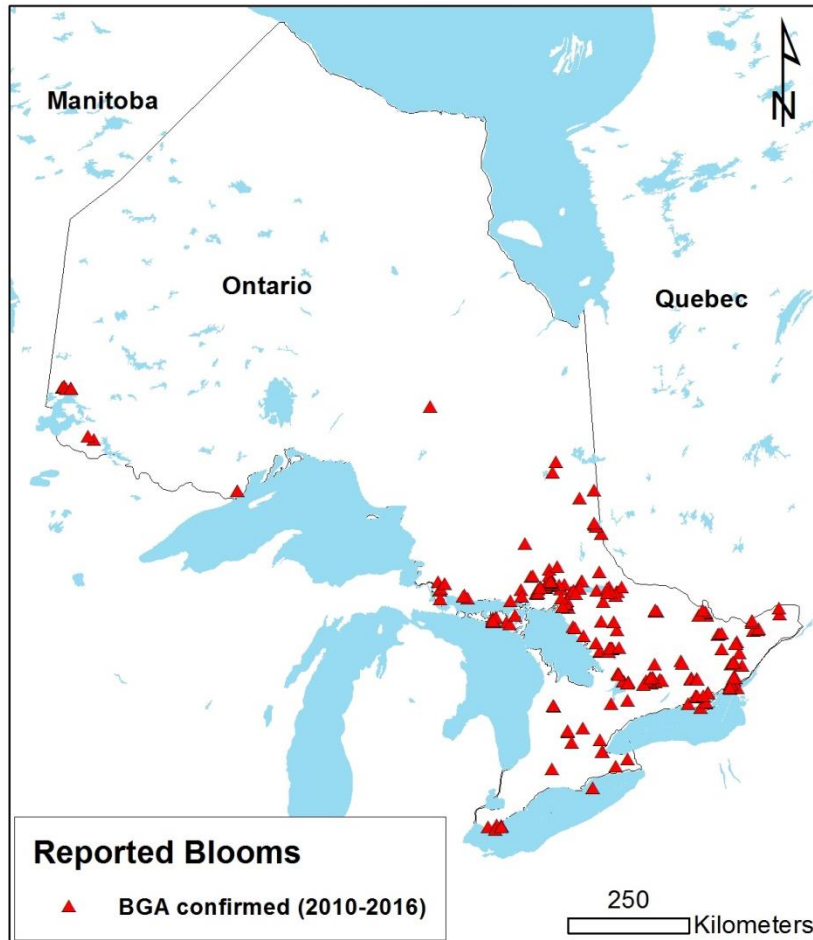 Manitoba
N
Ontario
Quebec
Reported Blooms
BGA confirmed (2010-2016)
250
Kilometers